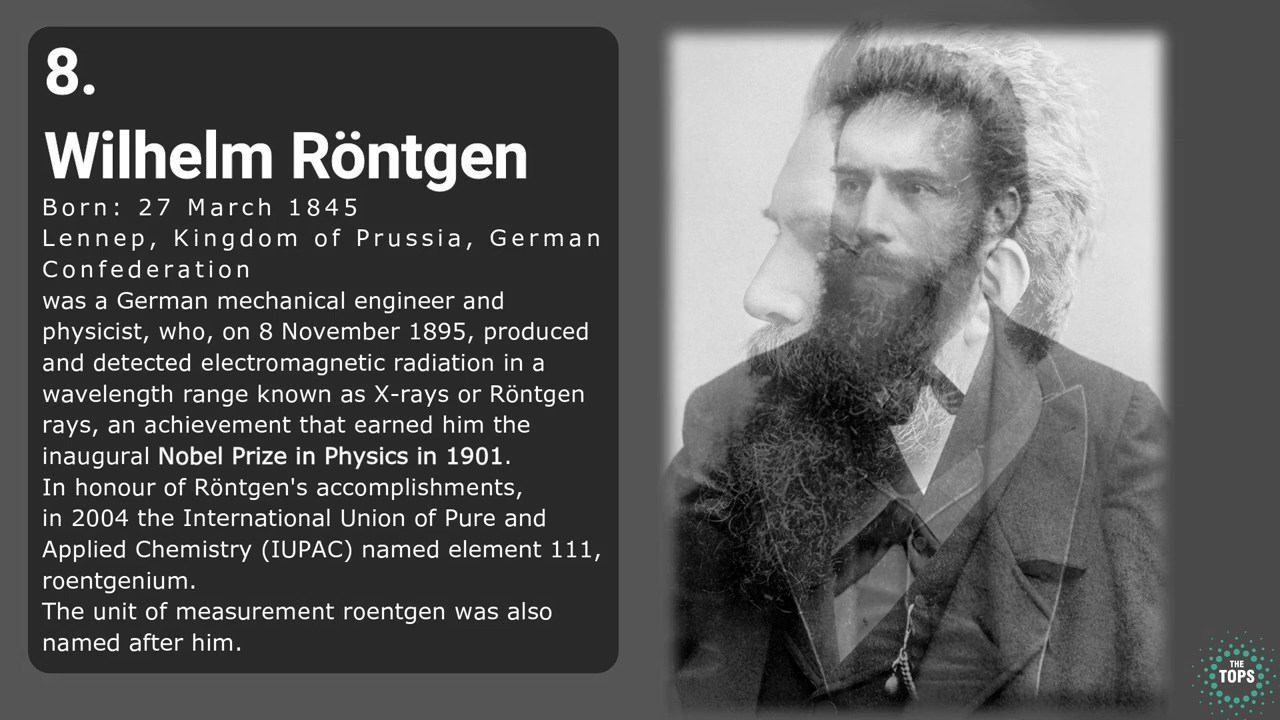 8.
Wilhelm Röntgen
Born: 27 March 1845
Lennep, Kingdom of Prussia, German
Confederation
was a German mechanical engineer and
physicist, who, on 8 November 1895, produced
and detected electromagnetic radiation in a
wavelength range known as X-rays or Röntgen
rays, an achievement that earned him the
inaugural Nobel Prize in Physics in 1901.
In honour of Röntgen's accomplishments,
in 2004 the International Union of Pure and
Applied Chemistry (IUPAC) named element 111,
roentgenium.
The unit of measurement roentgen was also
named after him.
THE
TOPS